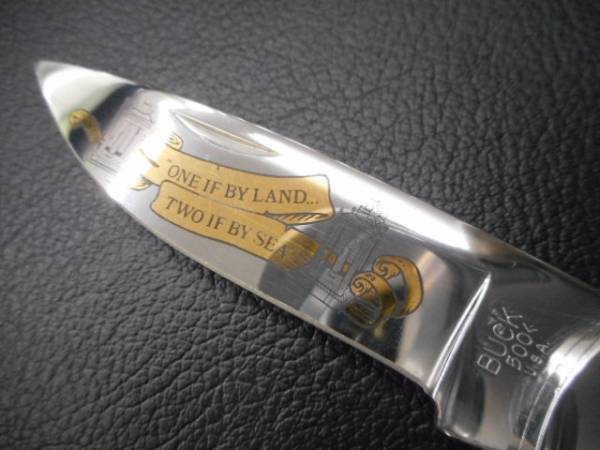 "ONE IF BY LAND...
TWO IF BY SEA
BUCK
500<
U.S.A.